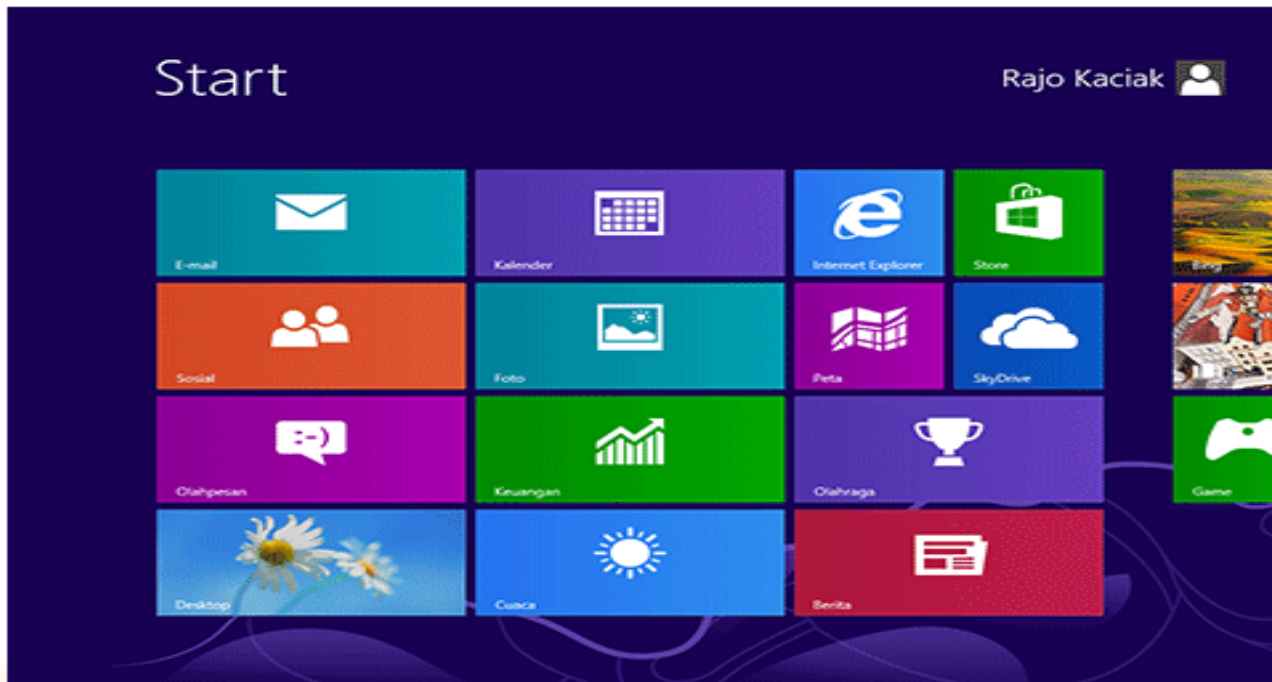 Start
Rajo Kaciak
E-mail
Kalender
Internet Explorer
Store
Bing
Sosial
Foto
Peta
SkyDrive
:-)
Olahpesan
Keuangan
Olahraga
Game
Desktop
Cuaca
Berita